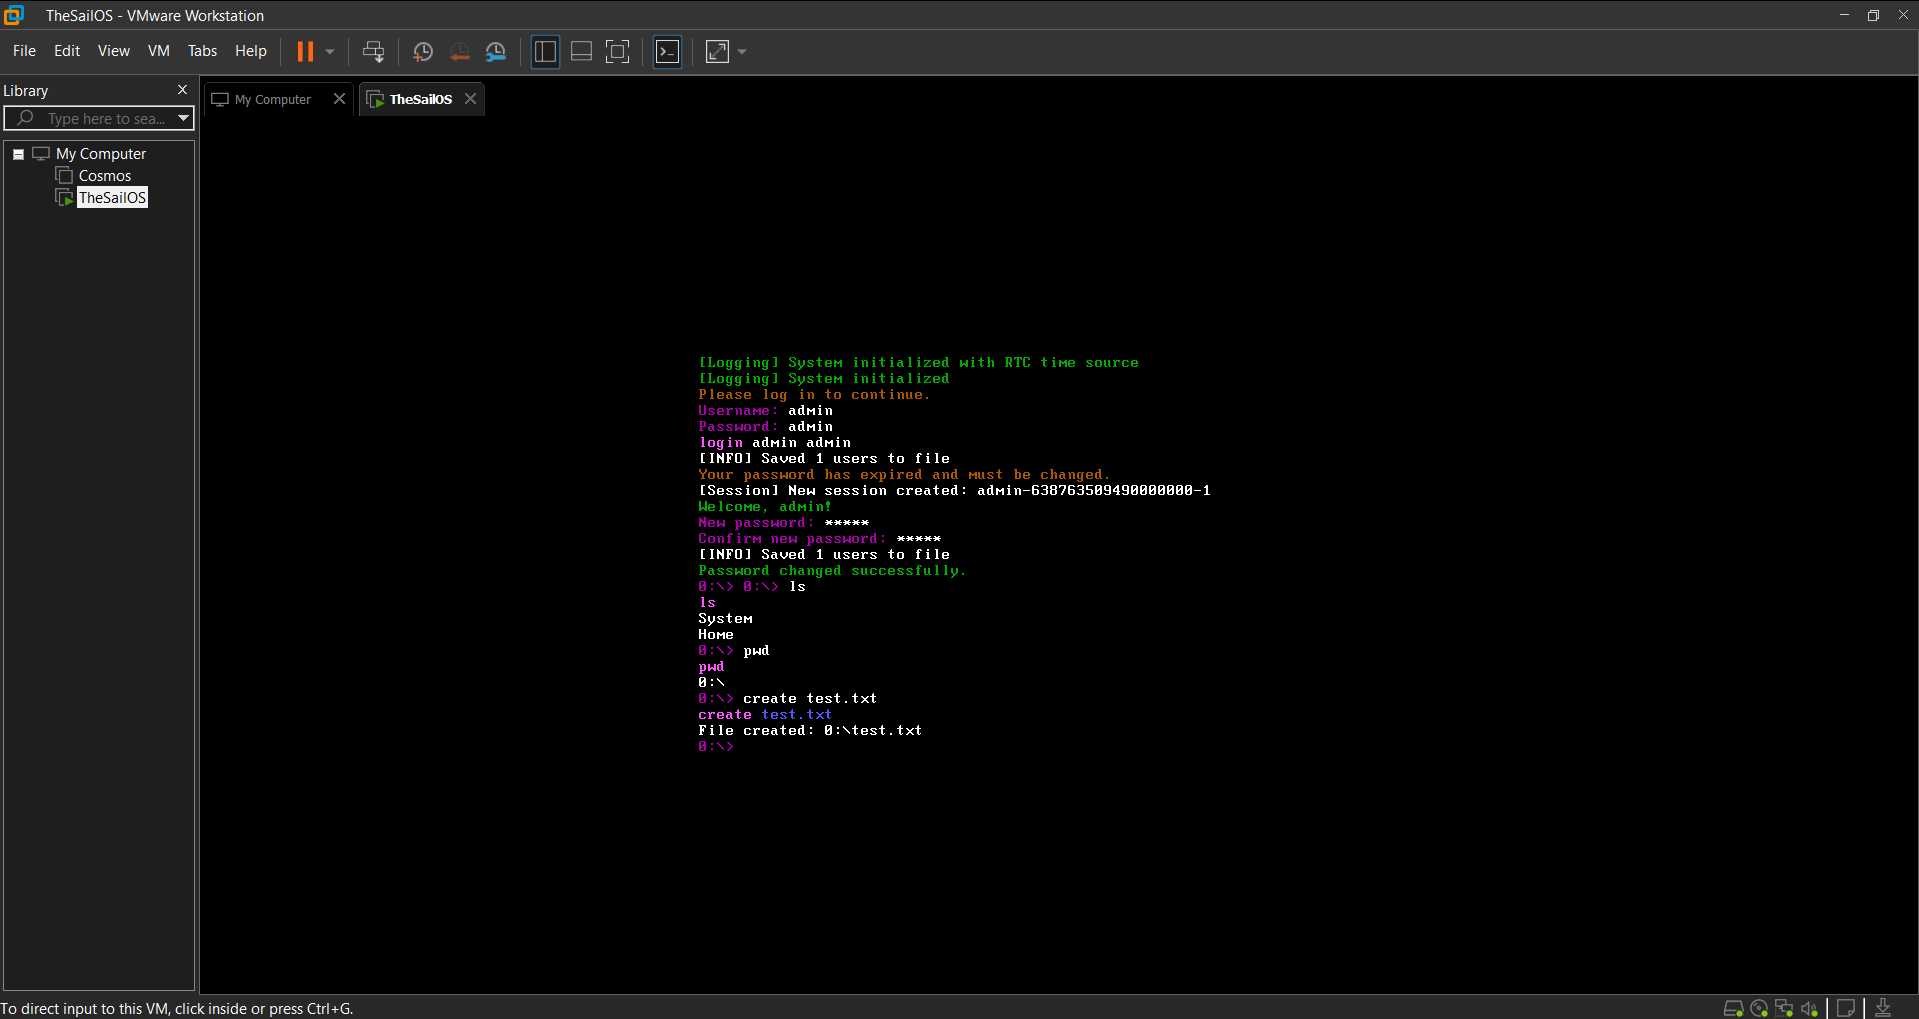 TheSailOS - VMware Workstation
File Edit View VM Tabs Help
Library
Type here to sea...
My Computer
Cosmos
TheSailOS
My Computer
TheSailOS
[Logging] System initialized with RTC time source
[Logging] System initialized
Please log in to continue.
Username: admin
Password: admin
login admin admin
[INFO] Saved 1 users to file
Your password has expired and must be changed.
[Session] New session created: admin-638763509490000000-1
Welcome, admin!
New password: *****
Confirm new password: *****
[INFO] Saved 1 users to file
Password changed successfully.
0:\> 0:\> ls
ls
System
Home
0:\> pwd
pwd
0:\
0:\> create test.txt
create test.txt
File created: 0:\test.txt
0:\>
To direct input to this VM, click inside or press Ctrl+G.